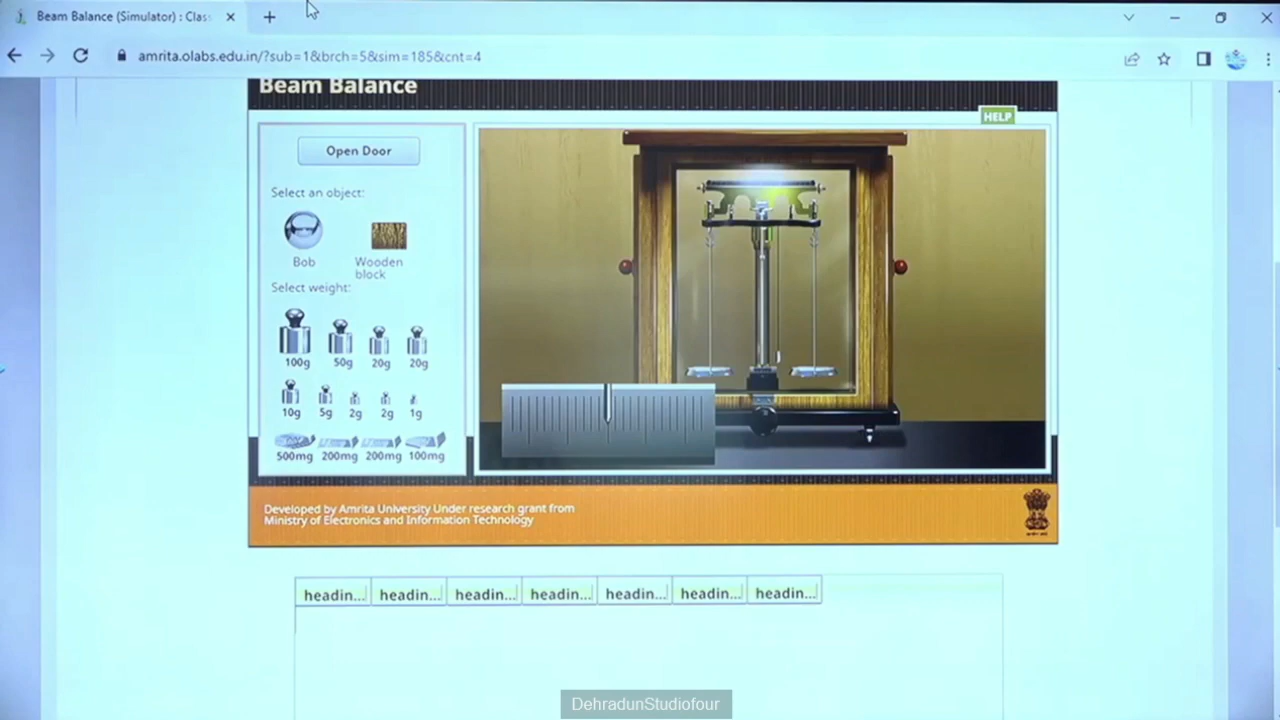 Beam Balance (Simulator) : Clas
amrita.olabs.edu.in/?sub=1&brch=5&sim=185&cnt=4
Beam Balance
HELP
Open Door
Select an object:
Bob
Wooden
block
Select weight:
100g 50g 20g 20g
10g 5g 2g 2g 1g
500mg 200mg 200mg 100mg
Developed by Amrita University Under research grant from
Ministry of Electronics and Information Technology
headin... headin... headin... headin... headin... headin... headin...
DehradunStudiofour